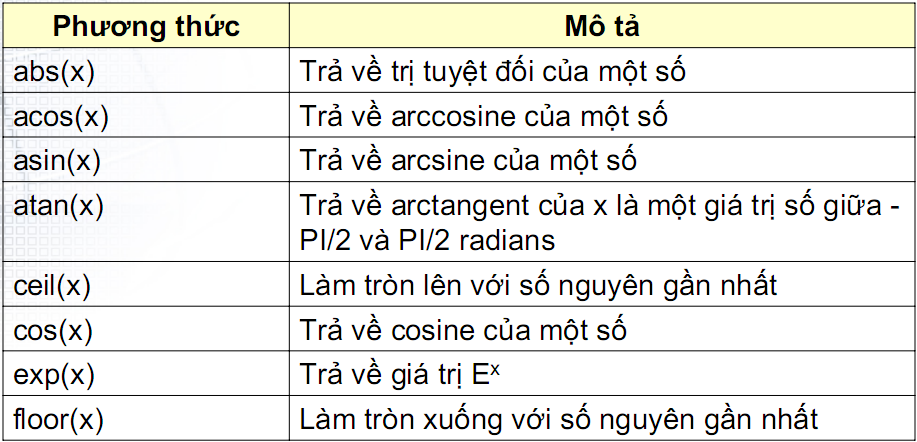 Phương thức
Mô tả
abs(x)
Trả về trị tuyệt đối của một số
acos(x)
Trả về arccosine của một số
asin(x)
Trả về arcsine của một số
atan(x)
Trả về arctangent của x là một giá trị số giữa -
PI/2 và PI/2 radians
ceil(x)
Làm tròn lên với số nguyên gần nhất
cos(x)
Trả về cosine của một số
exp(x)
Trả về giá trị Eˣ
floor(x)
Làm tròn xuống với số nguyên gần nhất